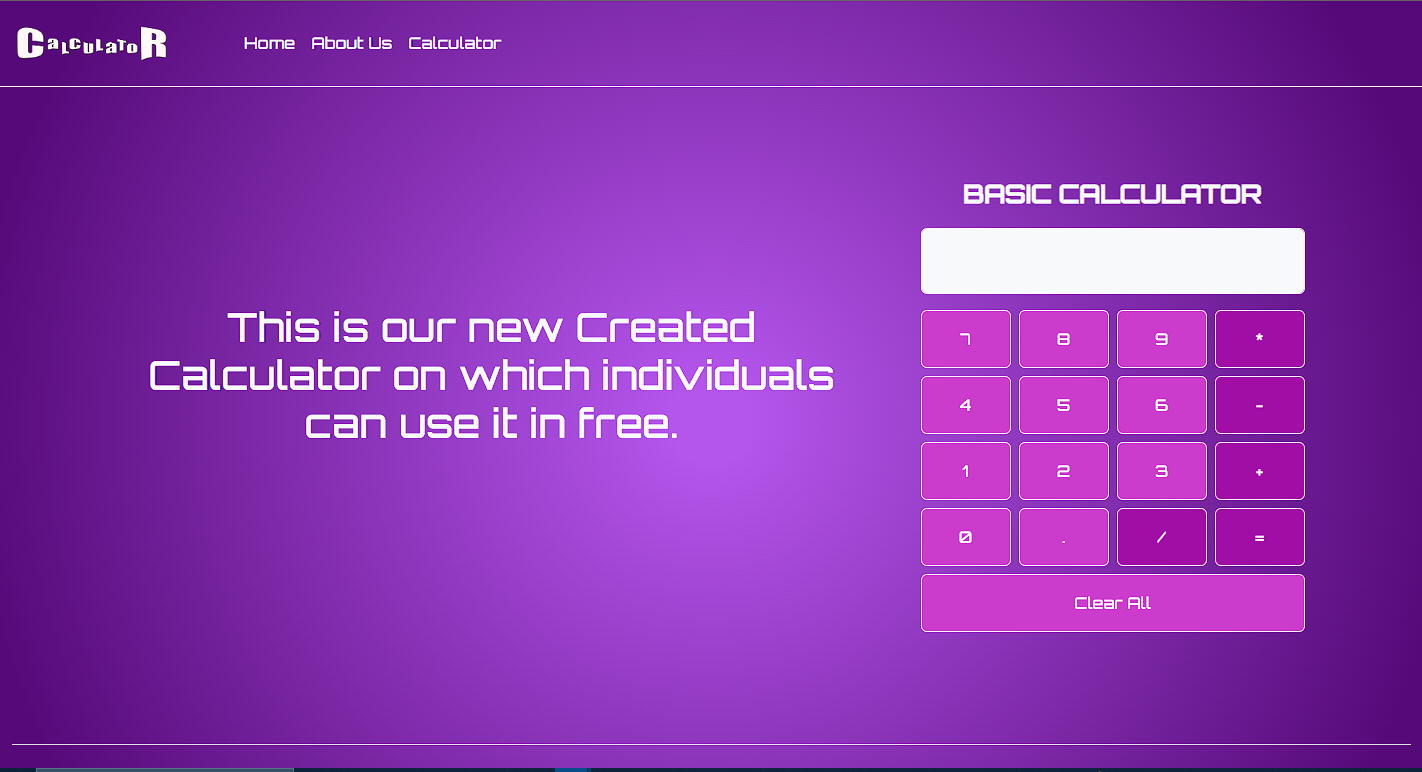 CalculatoR
Home About Us Calculator
BASIC CALCULATOR
This is our new Created
Calculator on which individuals
can use it in free.
7 8 9 *
4 5 6 -
1 2 3 +
0 . / =
Clear All